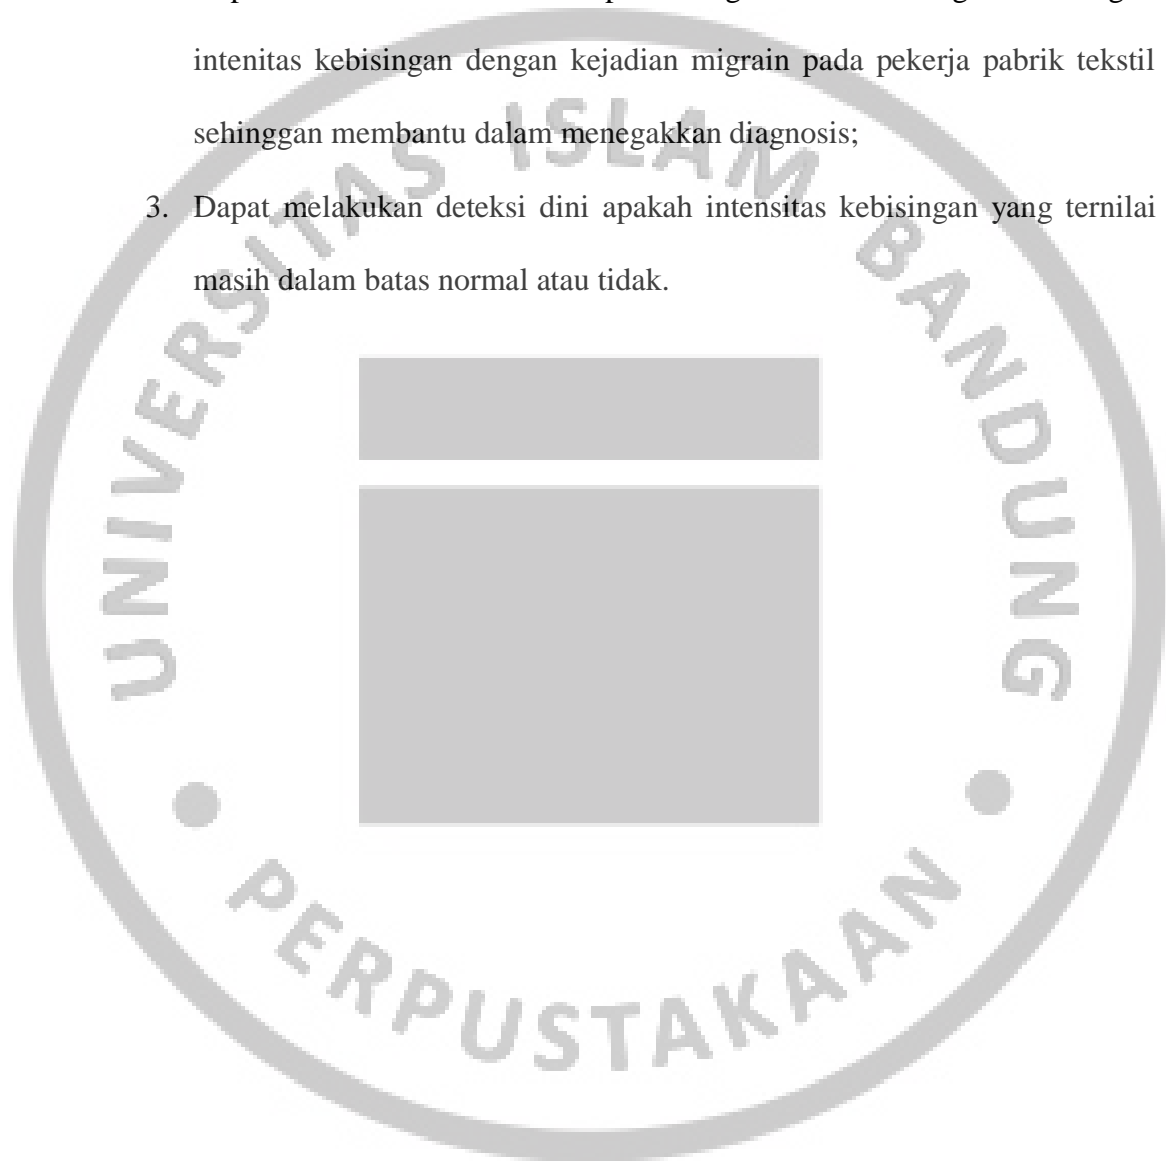 intenitas kebisingan dengan kejadian migrain pada pekerja pabrik tekstil
sehinggan membantu dalam menegakkan diagnosis;
3. Dapat melakukan deteksi dini apakah intensitas kebisingan yang ternilai
masih dalam batas normal atau tidak.
UNIVERSITAS ISLAM BANDUNG
PERPUSTAKAAN